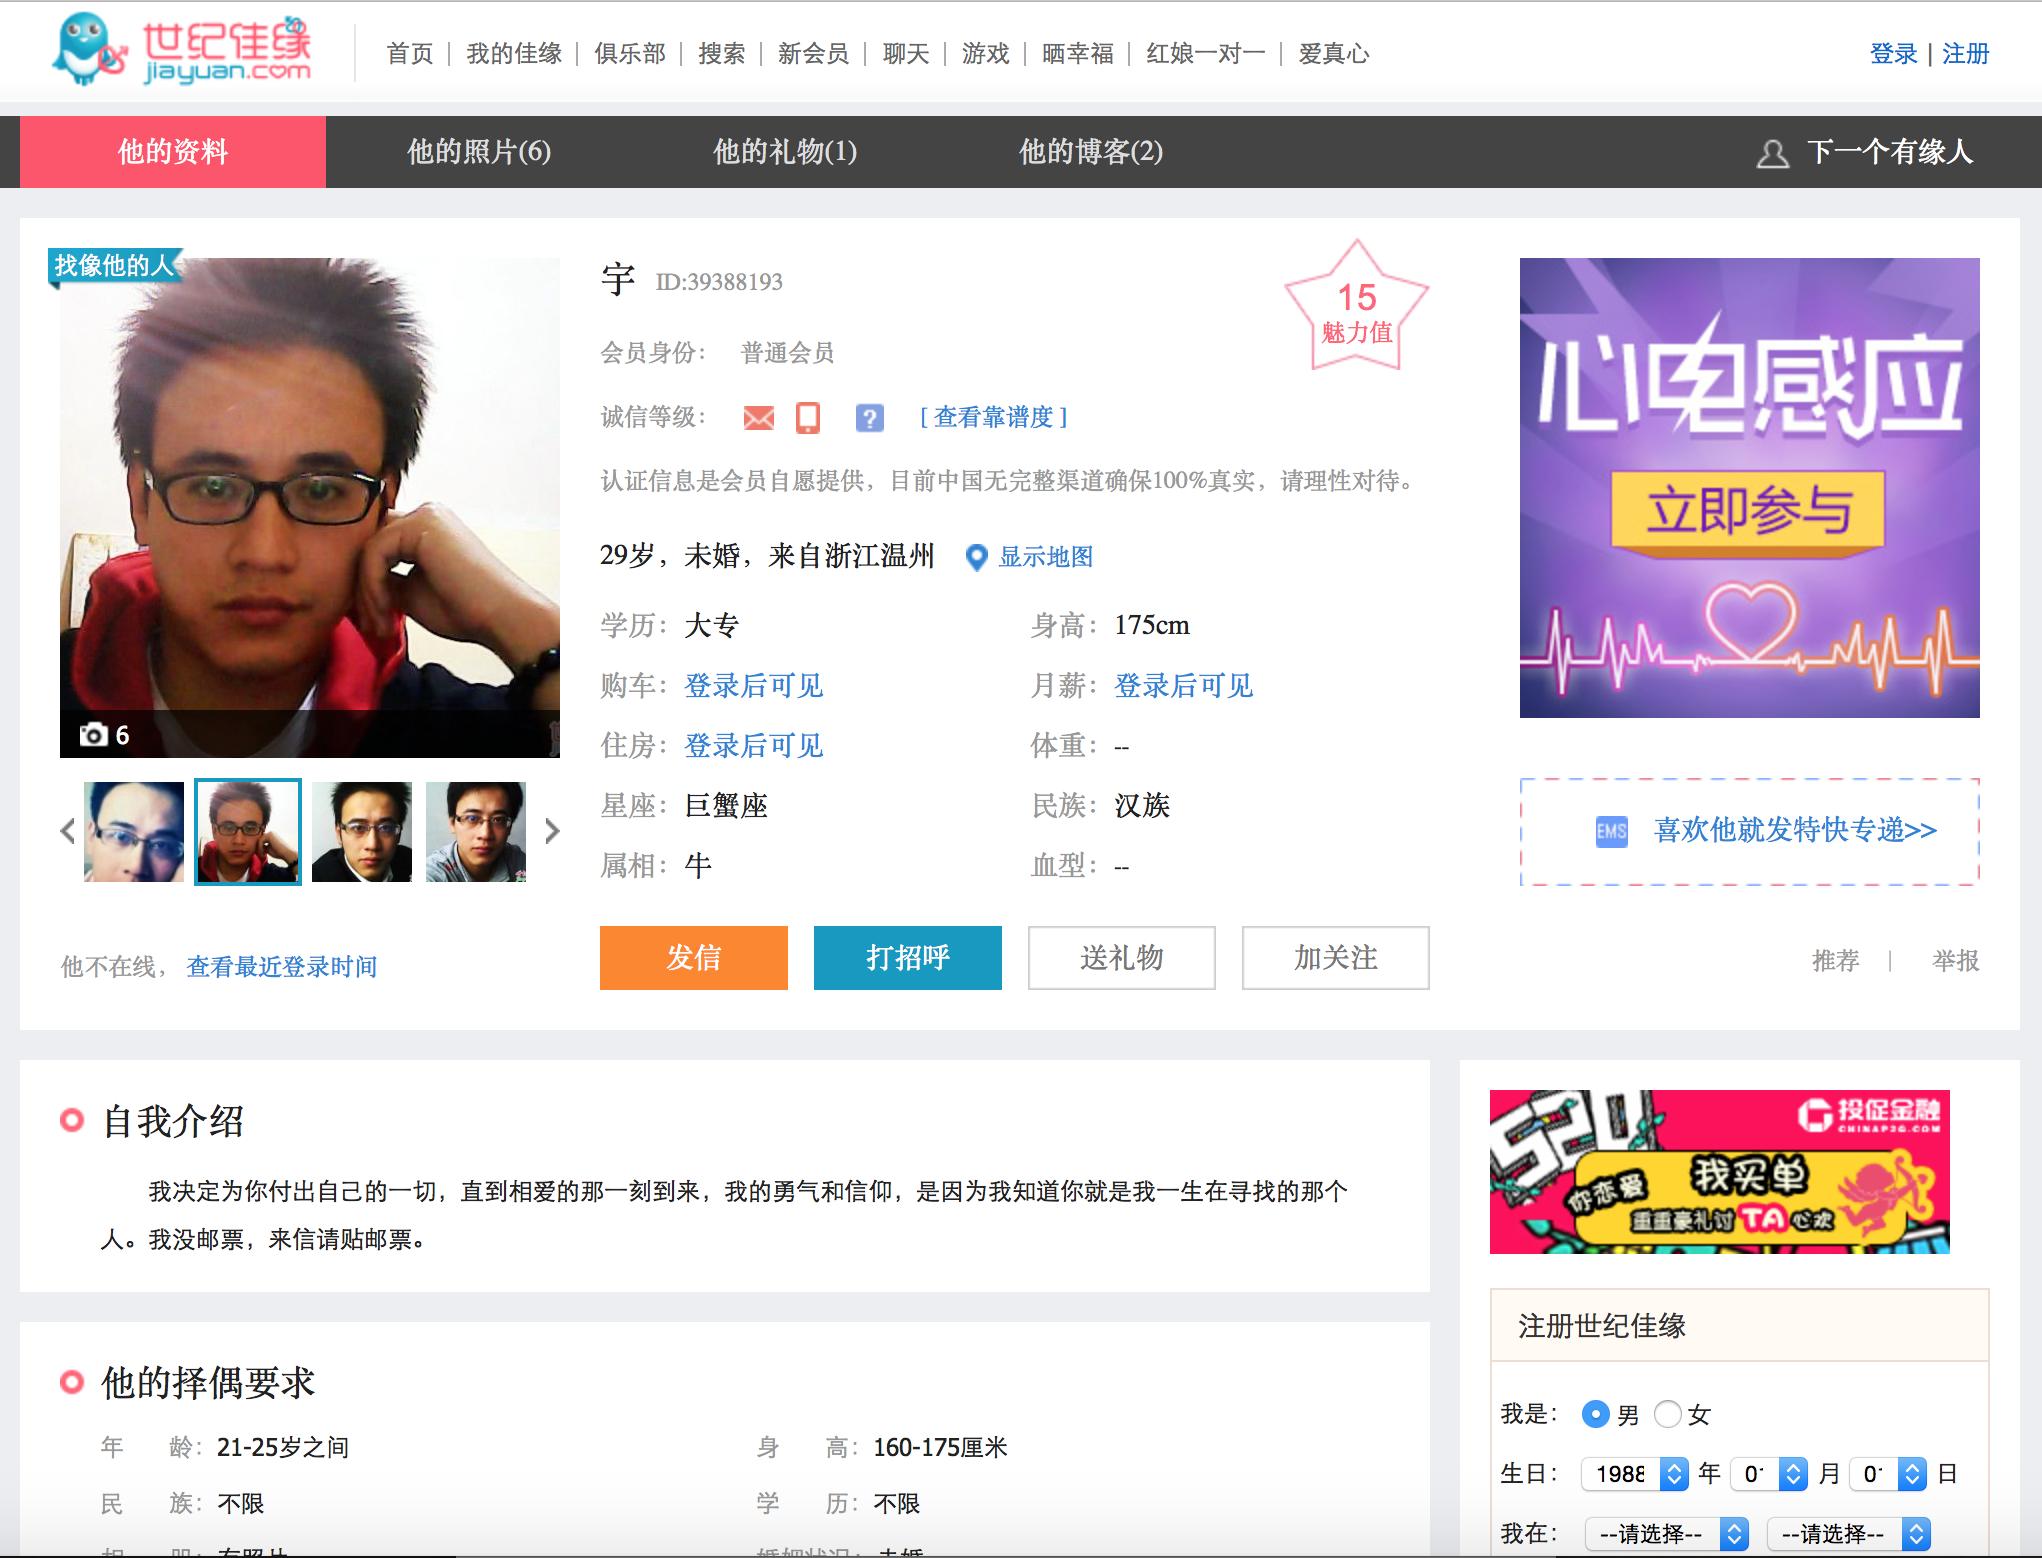 世纪佳缘
jiayuan.com
首页 | 我的佳缘 | 俱乐部 | 搜索 | 新会员 | 聊天 | 游戏 | 晒幸福 | 红娘一对一 | 爱真心
登录 | 注册
他的资料 他的照片(6) 他的礼物(1) 他的博客(2) 下一个有缘人
找像他的人
6
他不在线， 查看最近登录时间
宇 ID:39388193
15
魅力值
会员身份： 普通会员
诚信等级： ? [ 查看靠谱度 ]
认证信息是会员自愿提供，目前中国无完整渠道确保100%真实，请理性对待。
29岁，未婚，来自浙江温州 显示地图
学历：大专 身高：175cm
购车：登录后可见 月薪：登录后可见
住房：登录后可见 体重：--
星座：巨蟹座 民族：汉族
属相：牛 血型：--
发信 打招呼 送礼物 加关注
心电感应
立即参与
EMS 喜欢他就发特快专递>>
推荐 | 举报
自我介绍
我决定为你付出自己的一切，直到相爱的那一刻到来，我的勇气和信仰，是因为我知道你就是我一生在寻找的那个
人。我没邮票，来信请贴邮票。
他的择偶要求
年 龄：21-25岁之间 身 高：160-175厘米
民 族：不限 学 历：不限
520
投促金融
CHINAP2G.COM
你恋爱 我买单
重重豪礼讨TA心欢
注册世纪佳缘
我是： 男 女
生日： 1988 年 月 日
我在： --请选择-- --请选择--